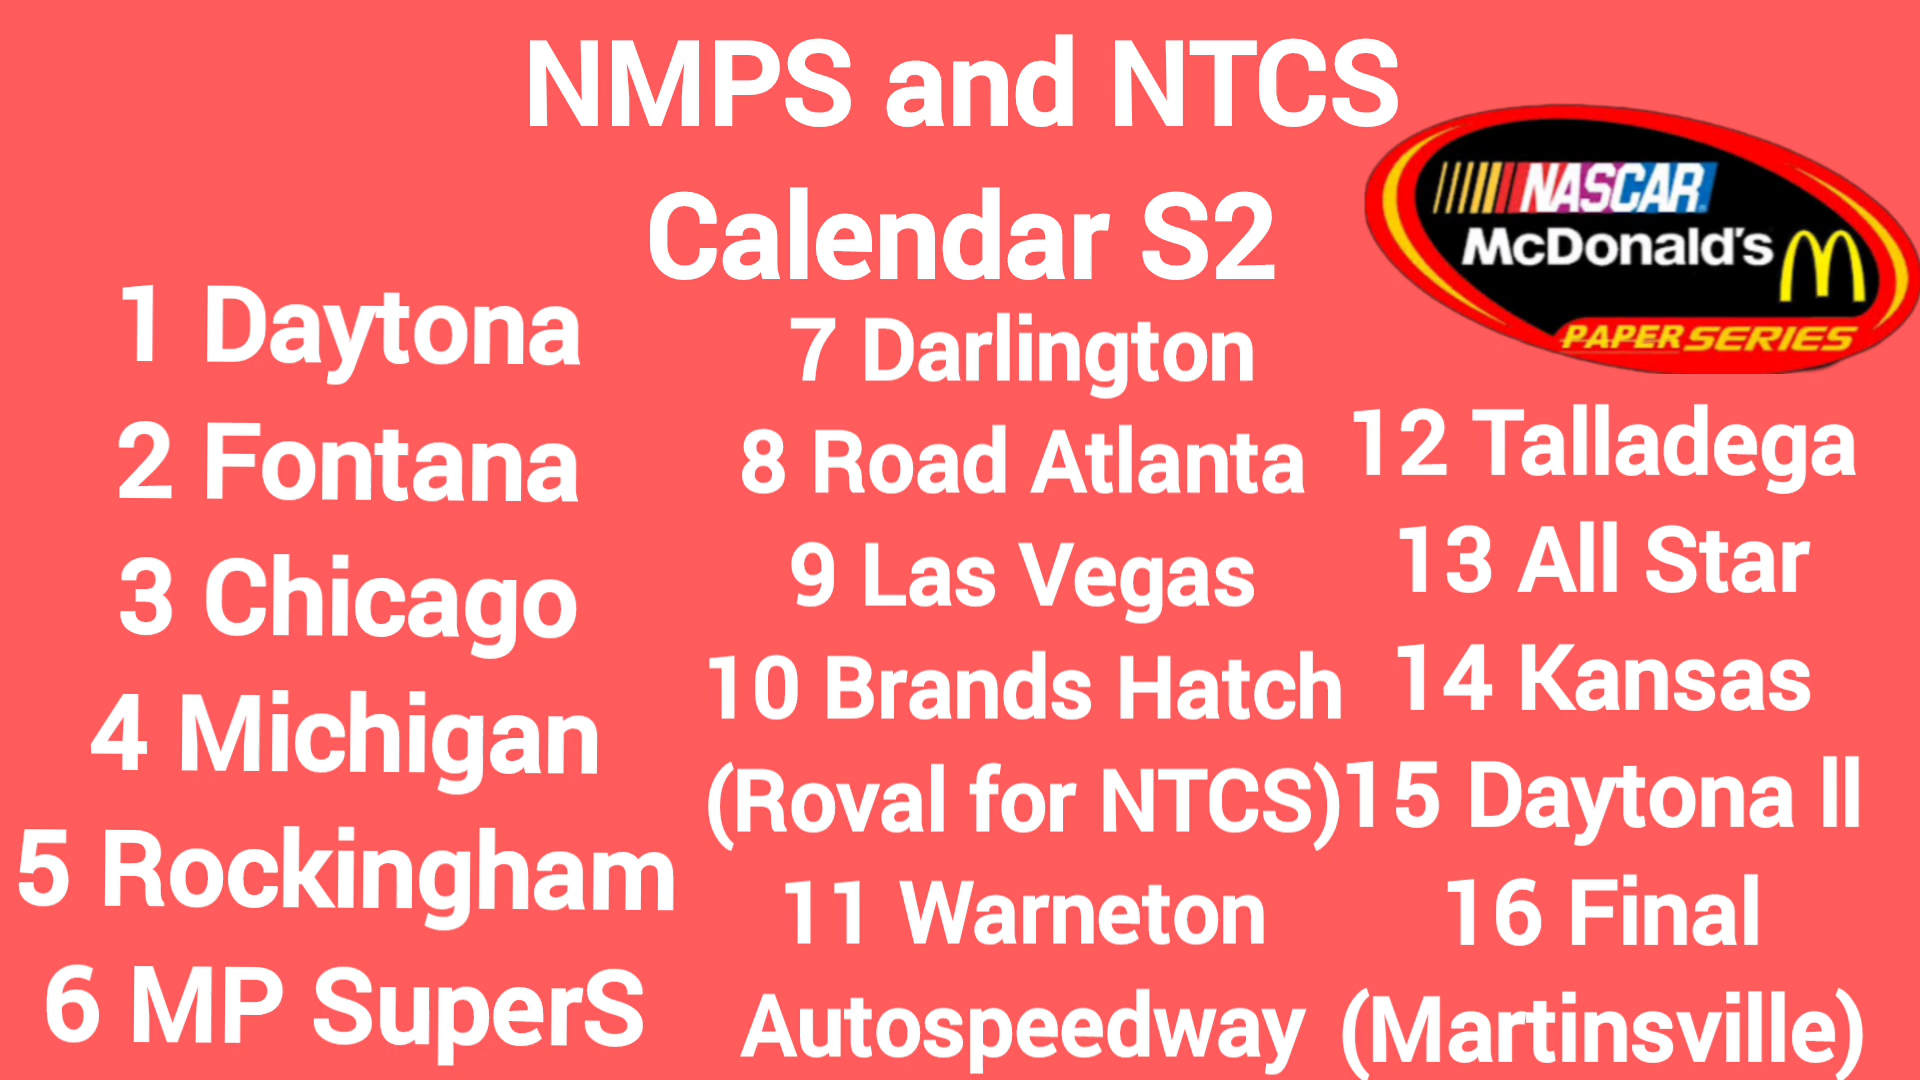 NMPS and NTCS
Calendar S2
NASCAR
McDonald's
PAPER SERIES
1 Daytona
2 Fontana
3 Chicago
4 Michigan
5 Rockingham
6 MP SuperS
7 Darlington
8 Road Atlanta
9 Las Vegas
10 Brands Hatch
(Roval for NTCS)
11 Warneton
Autospeedway
12 Talladega
13 All Star
14 Kansas
15 Daytona ll
16 Final
(Martinsville)